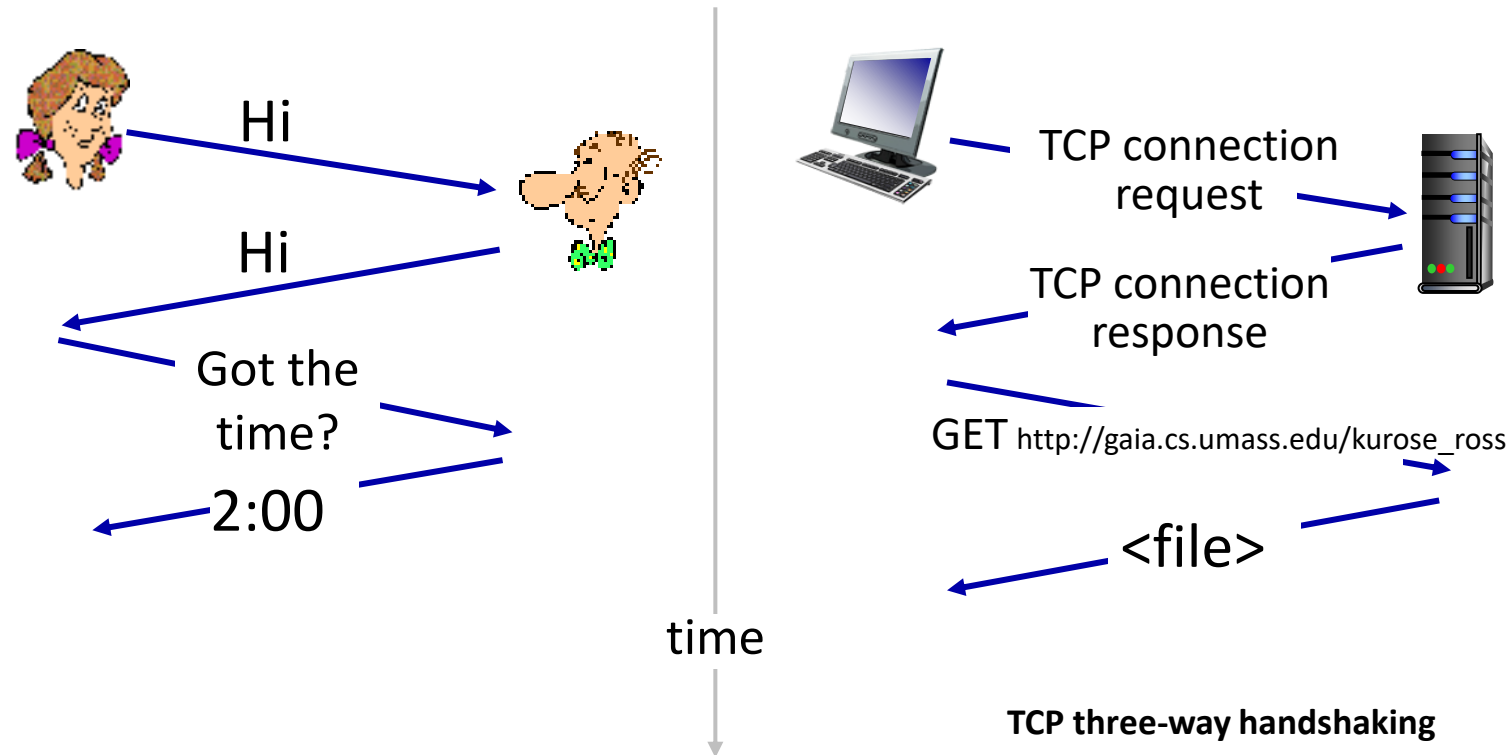 Hi
Hi
Got the
time?
2:00
TCP connection
request
TCP connection
response
GET http://gaia.cs.umass.edu/kurose_ross
<file>
time
TCP three-way handshaking